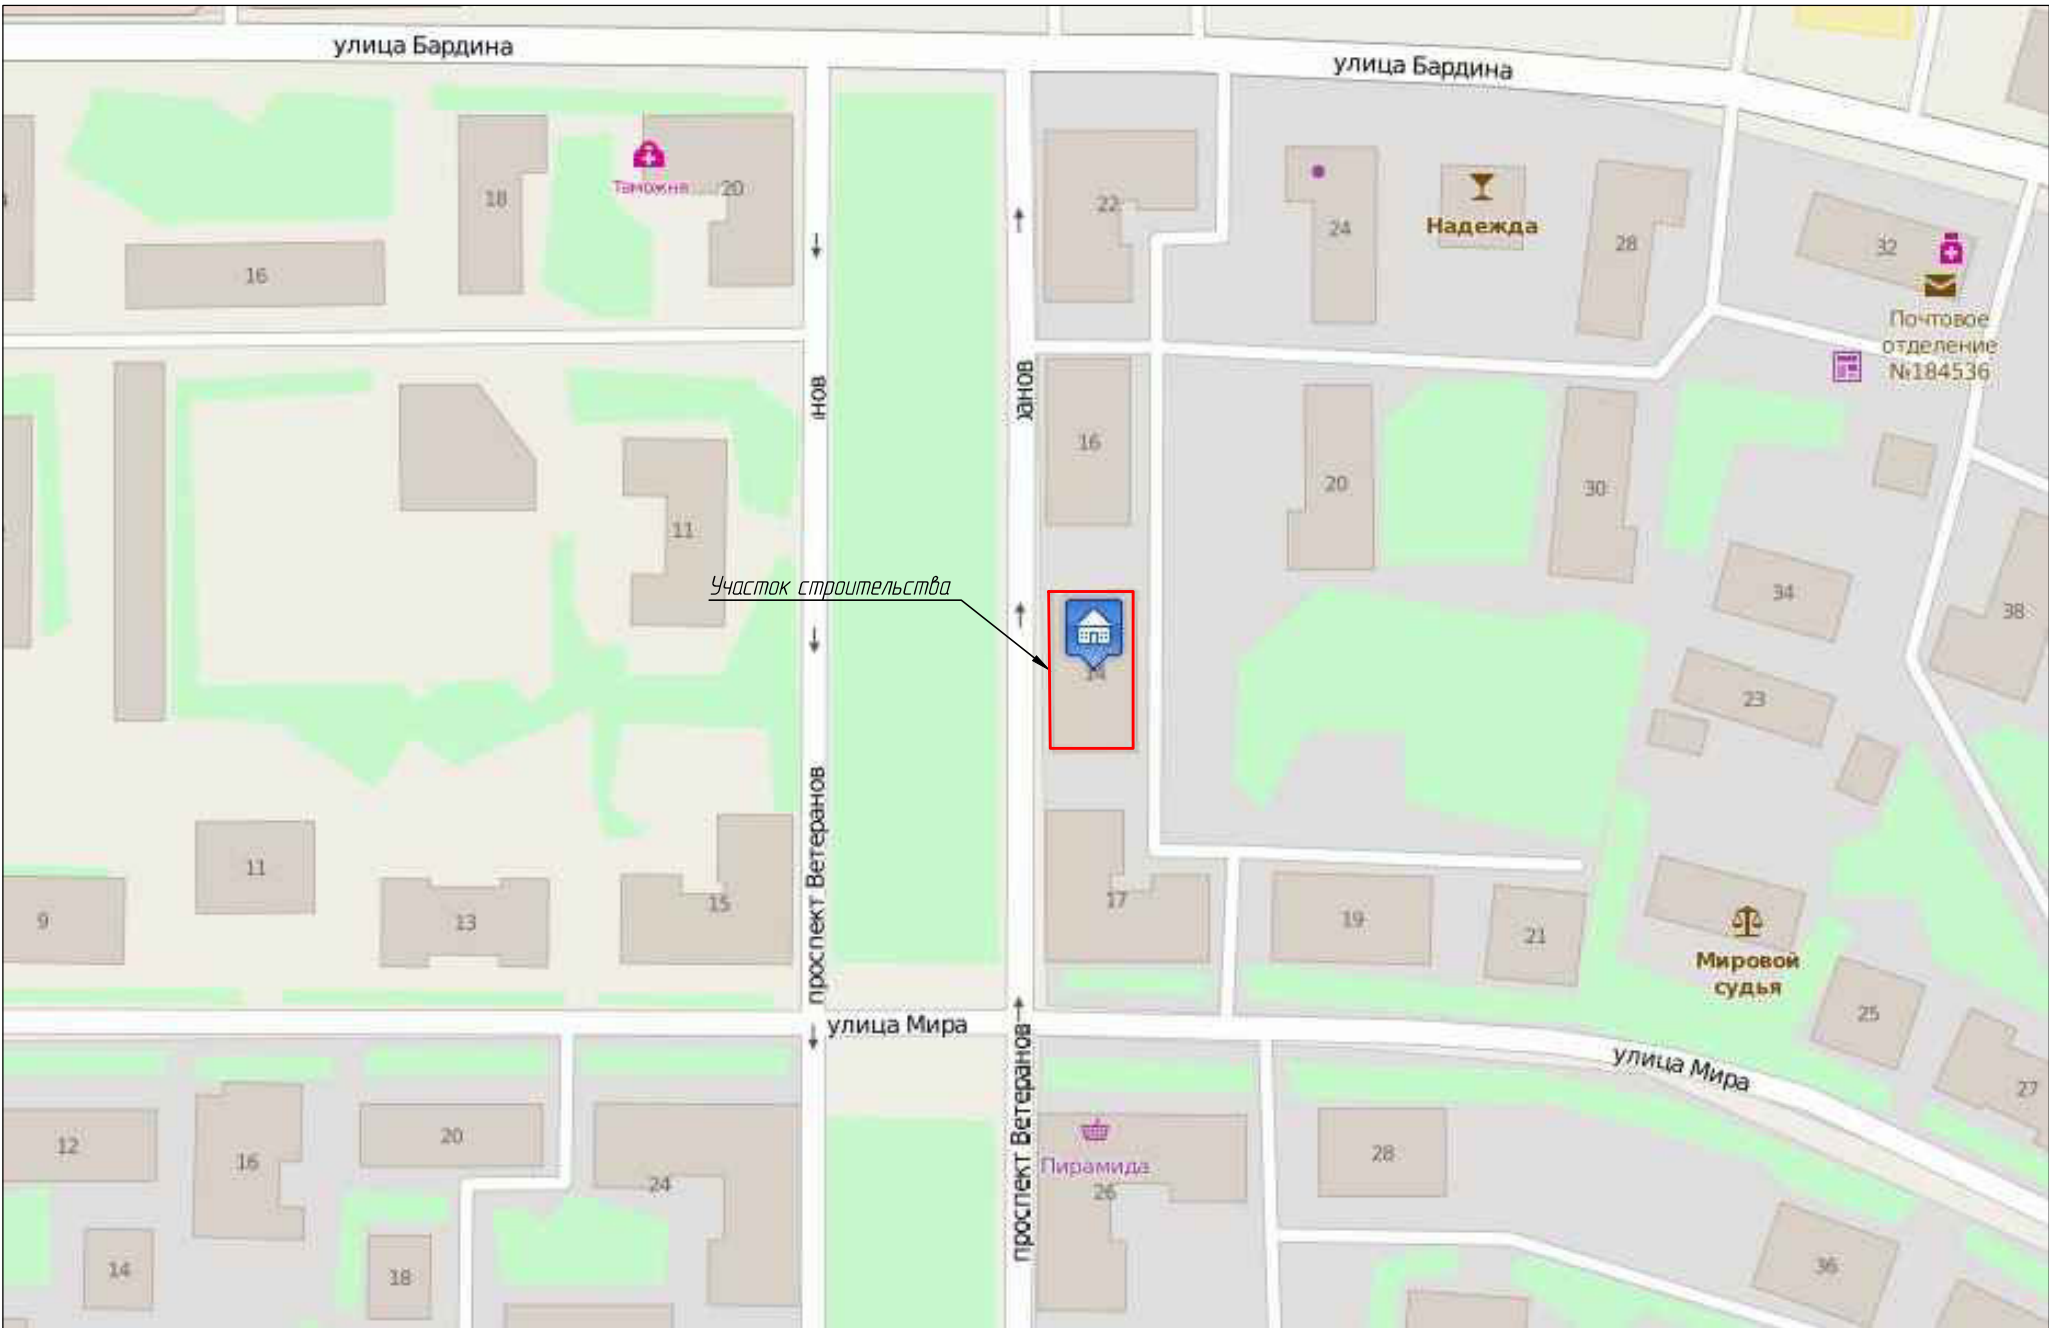 улица Бардина
улица Бардина
18
Таможня
20
22
24
Надежда
28
32
16
Почтовое
отделение
№184536
нов
анов
16
20
30
11
Участок строительства
34
38
14
23
проспект Ветеранов
11
9
13
15
17
19
21
Мировой
судья
25
улица Мира
проспект Ветеранов
улица Мира
27
12
16
20
24
Пирамида
26
28
14
18
36